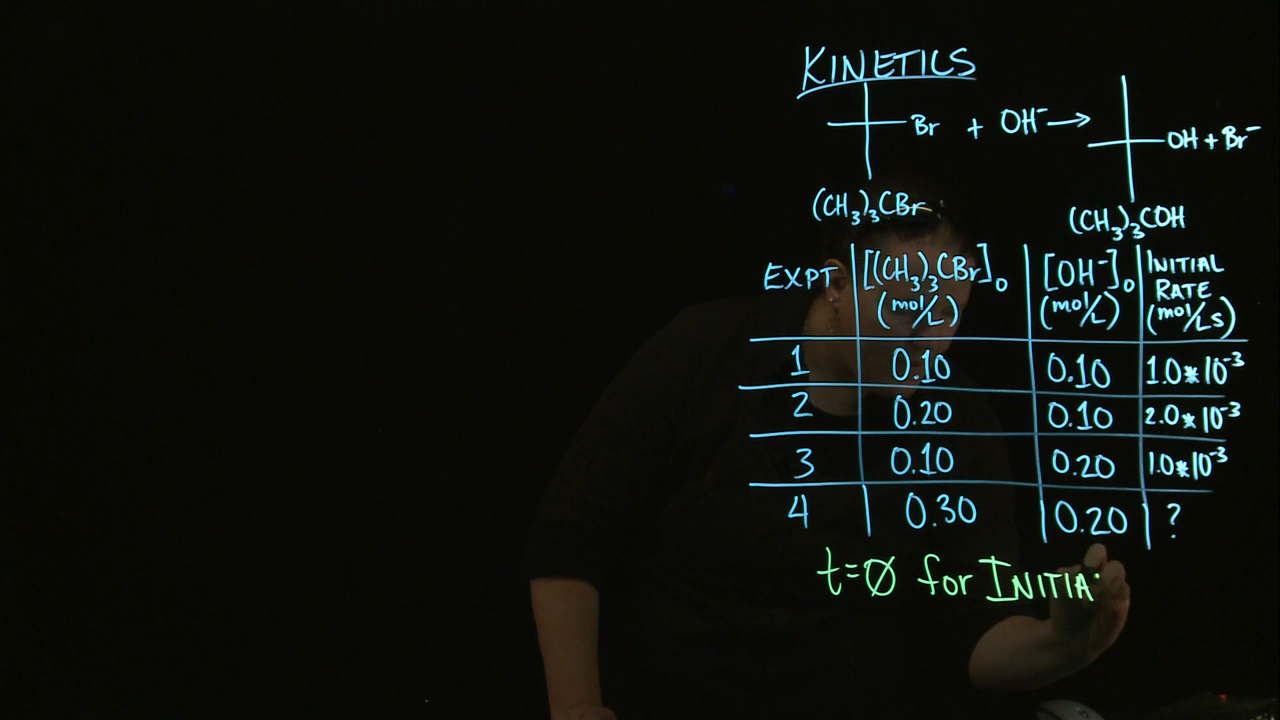 KINETICS
Br + OH⁻ → OH + Br⁻
(CH₃)₃CBr (CH₃)₃COH
EXPT [(CH₃)₃CBr]₀ (mol/L) [OH⁻]₀ (mol/L) INITIAL RATE (mol/L s)
1 0.10 0.10 1.0*10⁻³
2 0.20 0.10 2.0*10⁻³
3 0.10 0.20 1.0*10⁻³
4 0.30 0.20 ?
t=∅ for INITIA